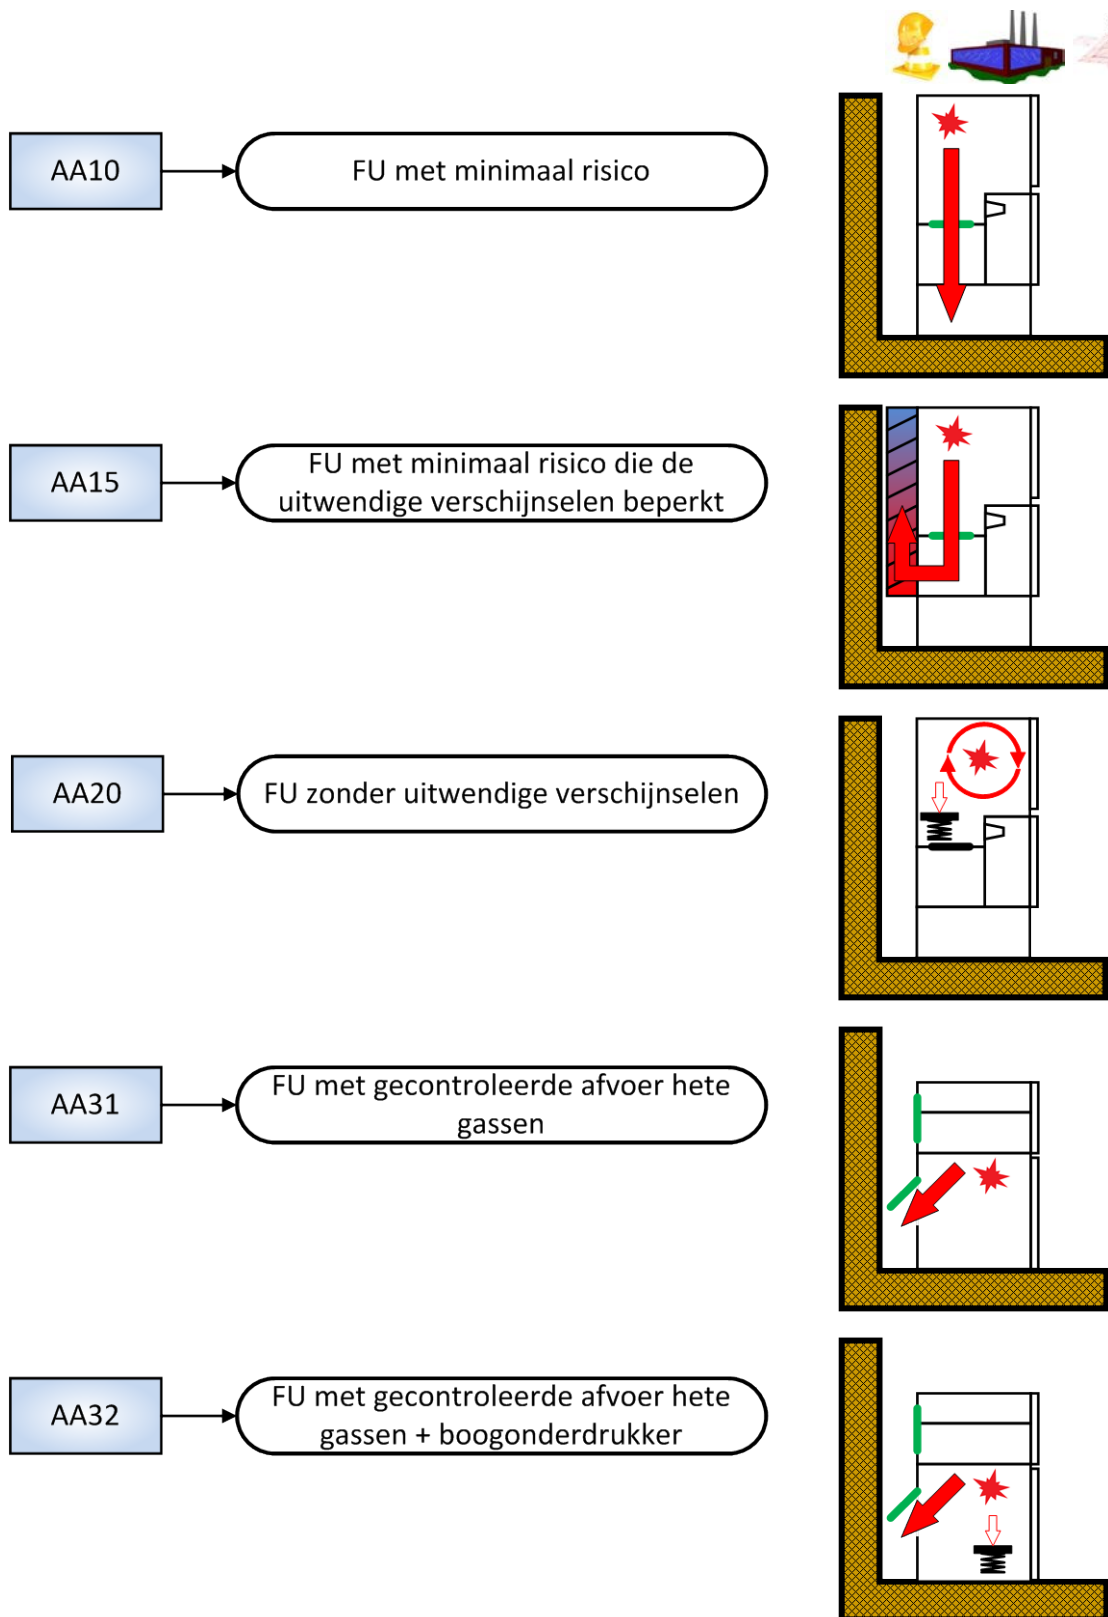 AA10
FU met minimaal risico
AA15
FU met minimaal risico die de
uitwendige verschijnselen beperkt
AA20
FU zonder uitwendige verschijnselen
AA31
FU met gecontroleerde afvoer hete
gassen
AA32
FU met gecontroleerde afvoer hete
gassen + boogonderdrukker